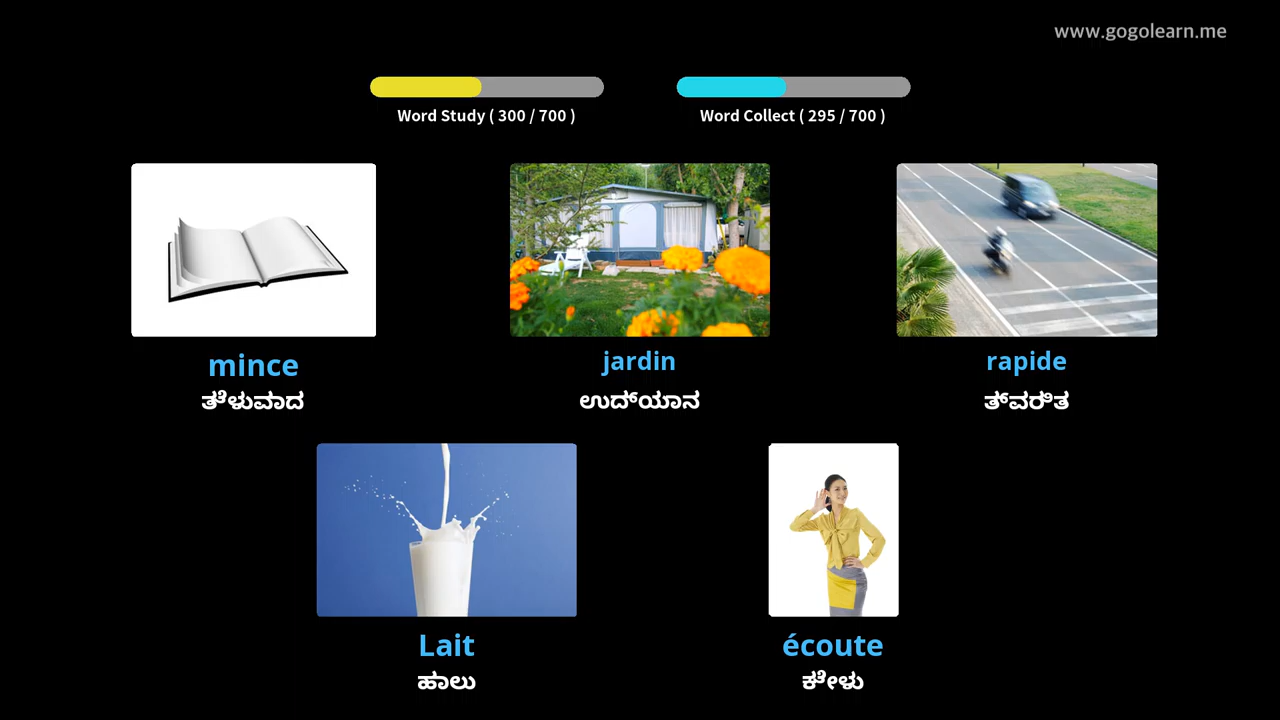 www.gogolearn.me
Word Study ( 300 / 700 )
Word Collect ( 295 / 700 )
mince
ತೆಳುವಾದ
jardin
ಉದ್ಯಾನ
rapide
ತ್ವರಿತ
Lait
ಹಾಲು
écoute
ಕೇಳು